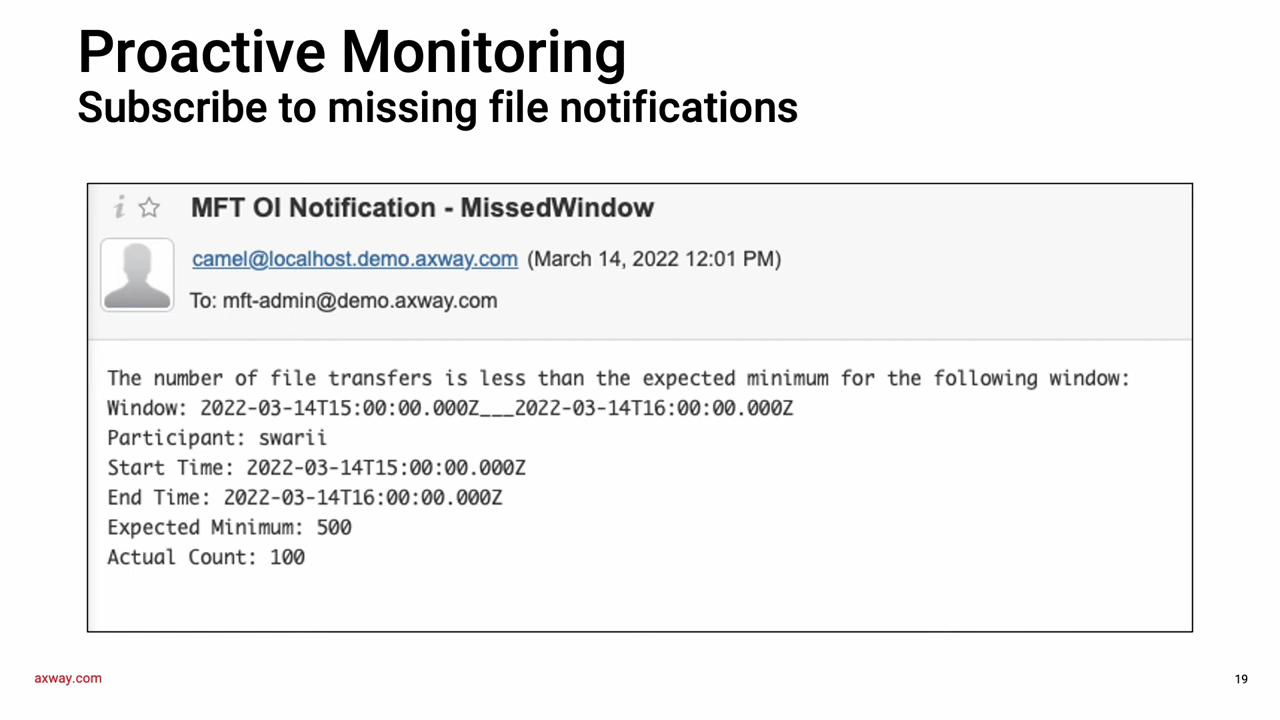 Proactive Monitoring
Subscribe to missing file notifications
MFT OI Notification - MissedWindow
camel@localhost.demo.axway.com (March 14, 2022 12:01 PM)
To: mft-admin@demo.axway.com
The number of file transfers is less than the expected minimum for the following window:
Window: 2022-03-14T15:00:00.000Z___2022-03-14T16:00:00.000Z
Participant: swarii
Start Time: 2022-03-14T15:00:00.000Z
End Time: 2022-03-14T16:00:00.000Z
Expected Minimum: 500
Actual Count: 100
axway.com
19